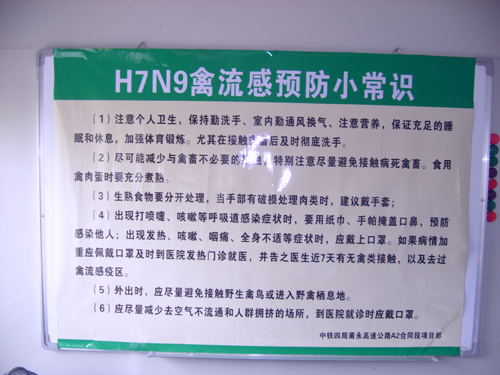 H7N9禽流感预防小常识
（1）注意个人卫生，保持勤洗手、室内勤通风换气、注意营养，保证充足的睡
眠和休息，加强体育锻炼。尤其在接触 后及时彻底洗手。
（2）尽可能减少与禽畜不必要的接触，特别注意尽量避免接触病死禽畜。食用
禽肉蛋时要充分煮熟。
（3）生熟食物要分开处理，当手部有破损处理肉类时，建议戴手套；
（4）出现打喷嚏、咳嗽等呼吸道感染症状时，要用纸巾、手帕掩盖口鼻，预防
感染他人；出现发热、咳嗽、咽痛、全身不适等症状时，应戴上口罩。如果病情加
重应佩戴口罩及时到医院发热门诊就医，并告之医生近7天有无禽类接触，以及去过
禽流感疫区。
（5）外出时，应尽量避免接触野生禽鸟或进入野禽栖息地。
（6）应尽量减少去空气不流通和人群拥挤的场所，到医院就诊时应戴口罩。
中铁四局莆永高速公路A2合同段项目部